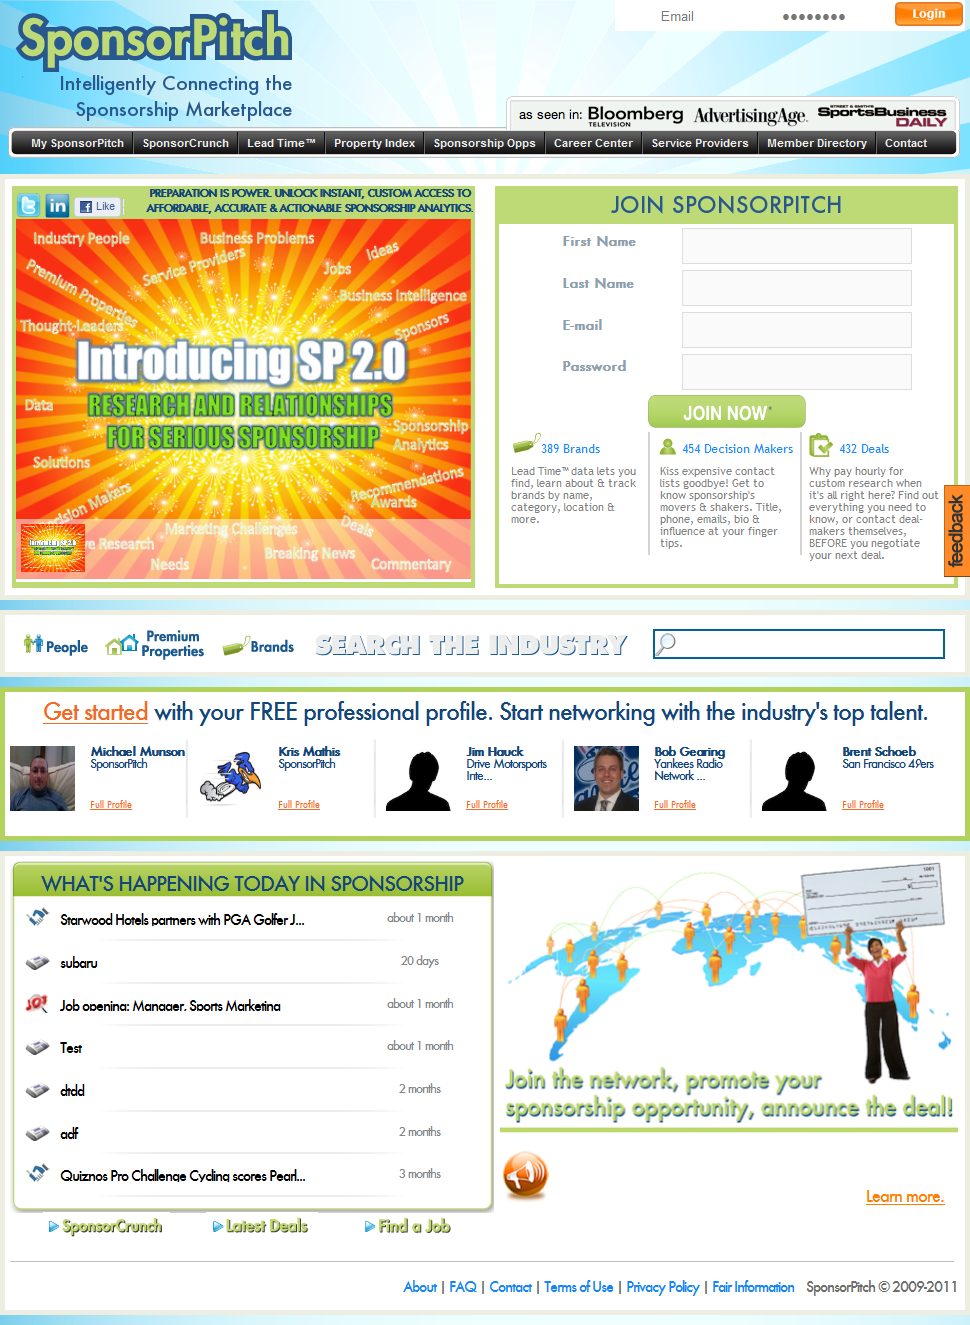 SponsorPitch
Intelligently Connecting the
Sponsorship Marketplace
Email
Login
as seen in: Bloomberg TELEVISION AdvertisingAge. STREET & SMITH'S SportsBusiness DAILY
My SponsorPitch SponsorCrunch Lead Time™ Property Index Sponsorship Opps Career Center Service Providers Member Directory Contact
Like
PREPARATION IS POWER. UNLOCK INSTANT, CUSTOM ACCESS TO
AFFORDABLE, ACCURATE & ACTIONABLE SPONSORSHIP ANALYTICS.
Industry People
Business Problems
Ideas
Service Providers
Jobs
Premium Properties
Business Intelligence
Thought-Leaders
Sponsors
Introducing SP 2.0
Data
RESEARCH AND RELATIONSHIPS
FOR SERIOUS SPONSORSHIP
Sponsorship
Analytics
Solutions
Recommendations
Awards
Decision Makers
Marketing Challenges
Deals
ve Research
Breaking News
Needs
Commentary
Introducing SP 2.0
JOIN SPONSORPITCH
First Name
Last Name
E-mail
Password
JOIN NOW*
389 Brands
Lead Time™ data lets you
find, learn about & track
brands by name,
category, location &
more.
454 Decision Makers
Kiss expensive contact
lists goodbye! Get to
know sponsorship's
movers & shakers. Title,
phone, emails, bio &
influence at your finger
tips.
432 Deals
Why pay hourly for
custom research when
it's all right here? Find out
everything you need to
know, or contact deal-
makers themselves,
BEFORE you negotiate
your next deal.
feedback
People
Premium
Properties
Brands
SEARCH THE INDUSTRY
Get started with your FREE professional profile. Start networking with the industry's top talent.
Michael Munson
SponsorPitch
Full Profile
Kris Mathis
SponsorPitch
Full Profile
Jim Hauck
Drive Motorsports
Inte...
Full Profile
Bob Gearing
Yankees Radio
Network ...
Full Profile
Brent Schoeb
San Francisco 49ers
Full Profile
WHAT'S HAPPENING TODAY IN SPONSORSHIP
Starwood Hotels partners with PGA Golfer J... about 1 month
subaru 20 days
Job opening: Manager, Sports Marketing about 1 month
Test about 1 month
dtdd 2 months
adf 2 months
Quiznos Pro Challenge Cycling scores Pearl... 3 months
SponsorCrunch Latest Deals Find a Job
Join the network, promote your
sponsorship opportunity, announce the deal!
Learn more.
About | FAQ | Contact | Terms of Use | Privacy Policy | Fair Information SponsorPitch © 2009-2011